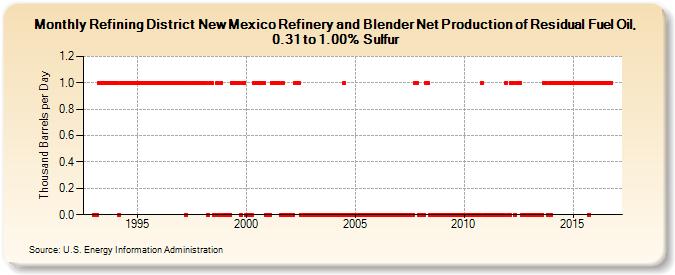 Monthly Refining District New Mexico Refinery and Blender Net Production of Residual Fuel Oil,
0.31 to 1.00% Sulfur
Thousand Barrels per Day
1.2
1.0
0.8
0.6
0.4
0.2
0.0
1995 2000 2005 2010 2015
Source: U.S. Energy Information Administration